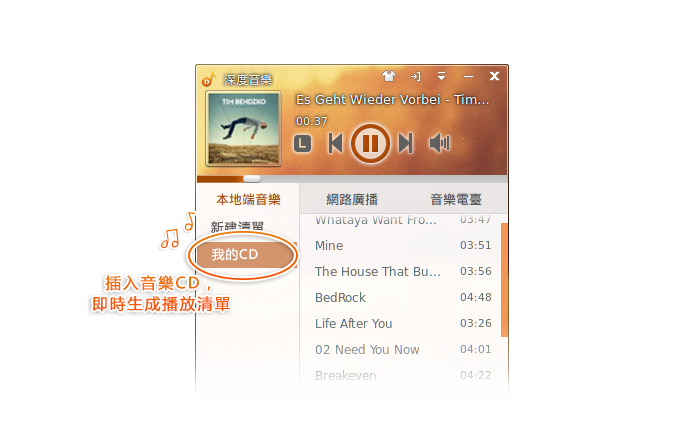 深度音樂
TIM BENDZKO
Es Geht Wieder Vorbei - Tim...
00:37
L
本地端音樂
網路廣播
音樂電臺
新建清單
我的CD
插入音樂CD，
即時生成播放清單
Whataya Want Fro... 03:47
Mine 03:51
The House That Bu... 03:56
BedRock 04:48
Life After You 03:26
02 Need You Now 04:01
Breakeven 04:22